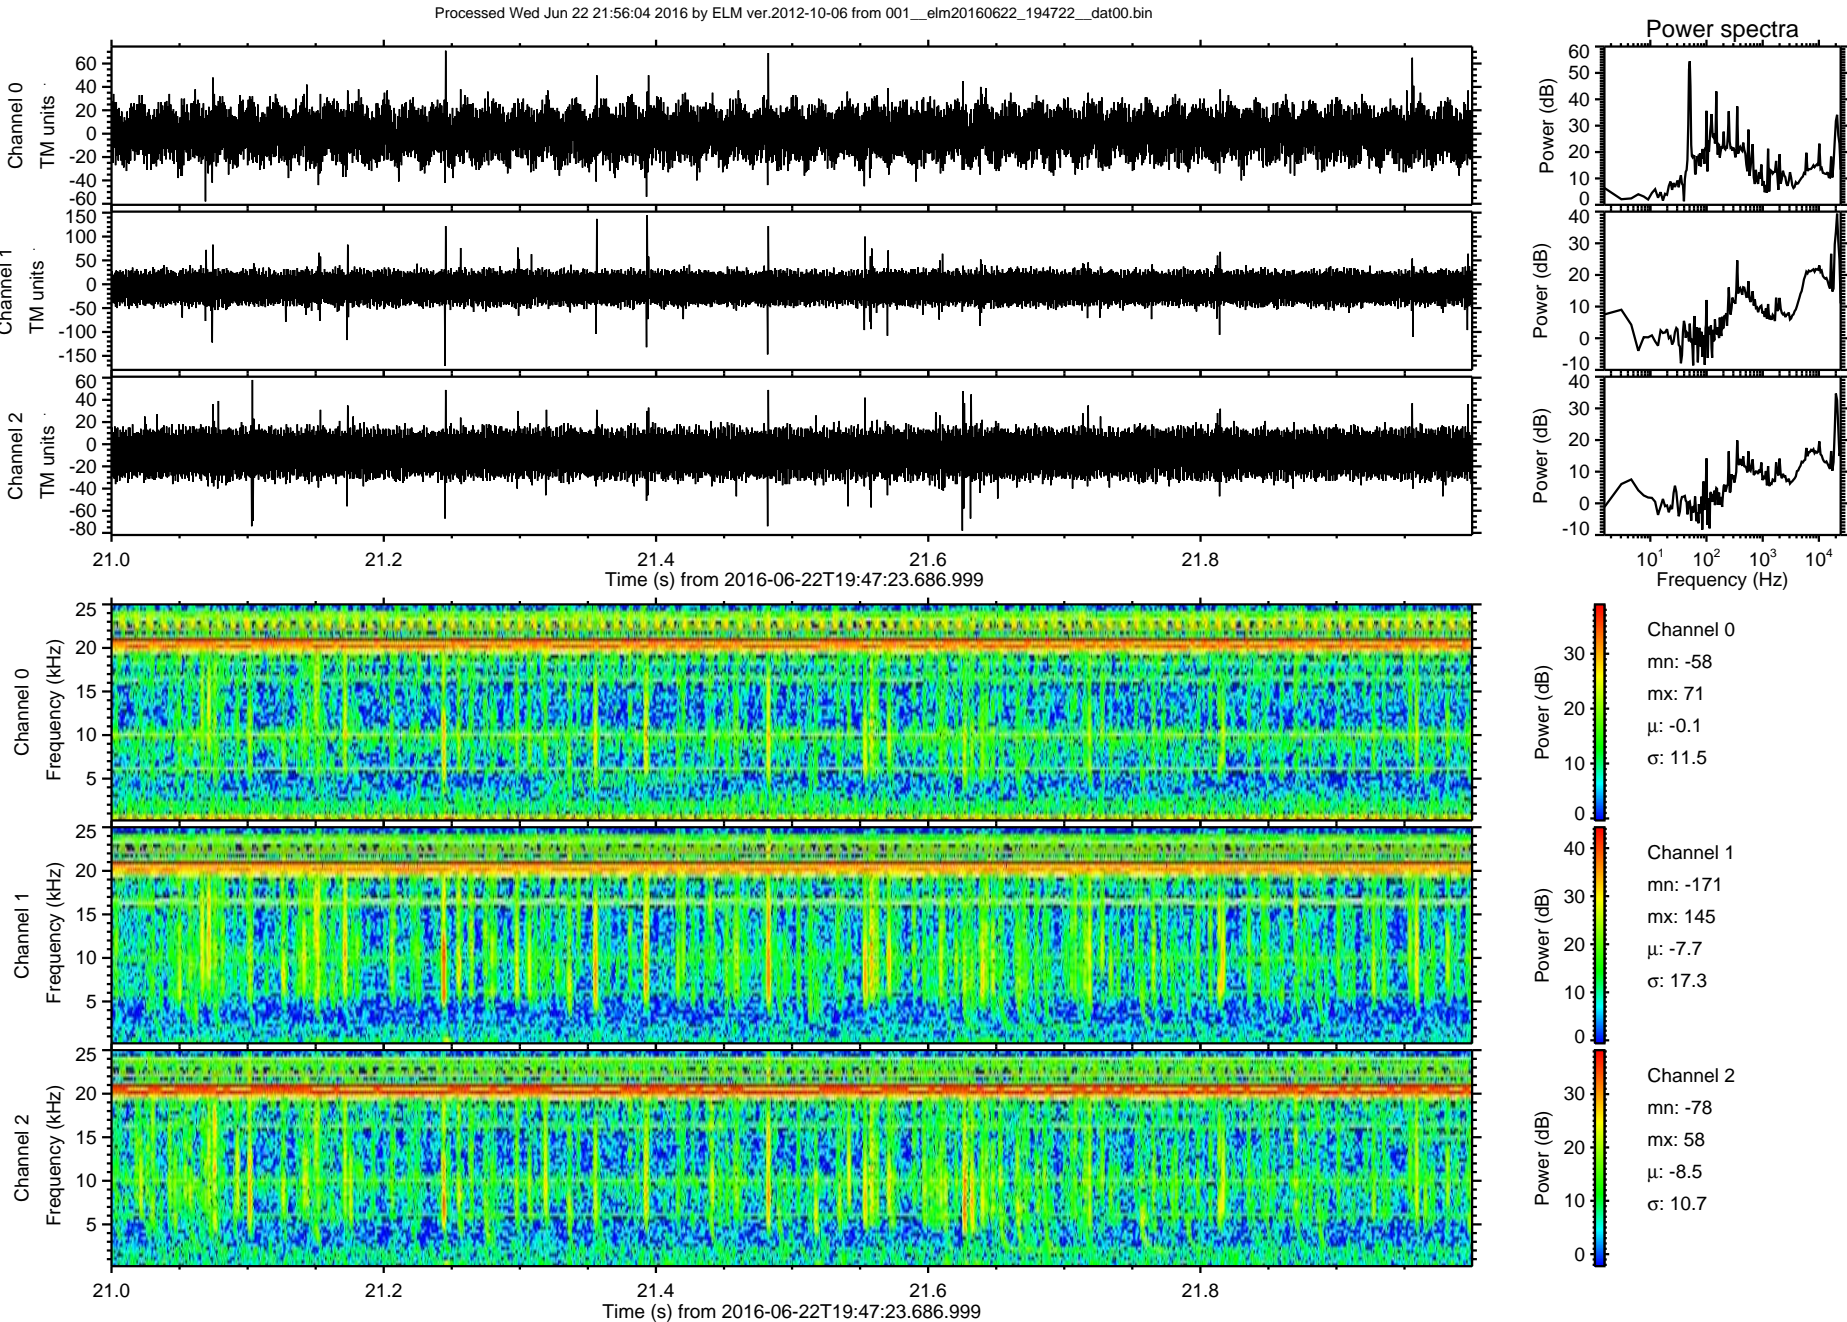 Processed Wed Jun 22 21:56:04 2016 by ELM ver.2012-10-06 from 001__elm20160622_194722__dat00.bin
Power spectra
Channel 0
TM units
60
40
20
0
-20
-40
-60
Power (dB)
60
50
40
30
20
10
0
Channel 1
TM units
150
100
50
0
-50
-100
-150
Power (dB)
40
30
20
10
0
-10
Channel 2
TM units
60
40
20
0
-20
-40
-60
-80
Power (dB)
40
30
20
10
0
-10
21.0 21.2 21.4 21.6 21.8
Time (s) from 2016-06-22T19:47:23.686.999
10¹ 10² 10³ 10⁴
Frequency (Hz)
Channel 0
Frequency (kHz)
25
20
15
10
5
Power (dB)
30
20
10
0
Channel 0
mn: -58
mx: 71
µ: -0.1
σ: 11.5
Channel 1
Frequency (kHz)
25
20
15
10
5
Power (dB)
40
30
20
10
0
Channel 1
mn: -171
mx: 145
µ: -7.7
σ: 17.3
Channel 2
Frequency (kHz)
25
20
15
10
5
Power (dB)
30
20
10
0
Channel 2
mn: -78
mx: 58
µ: -8.5
σ: 10.7
21.0 21.2 21.4 21.6 21.8
Time (s) from 2016-06-22T19:47:23.686.999